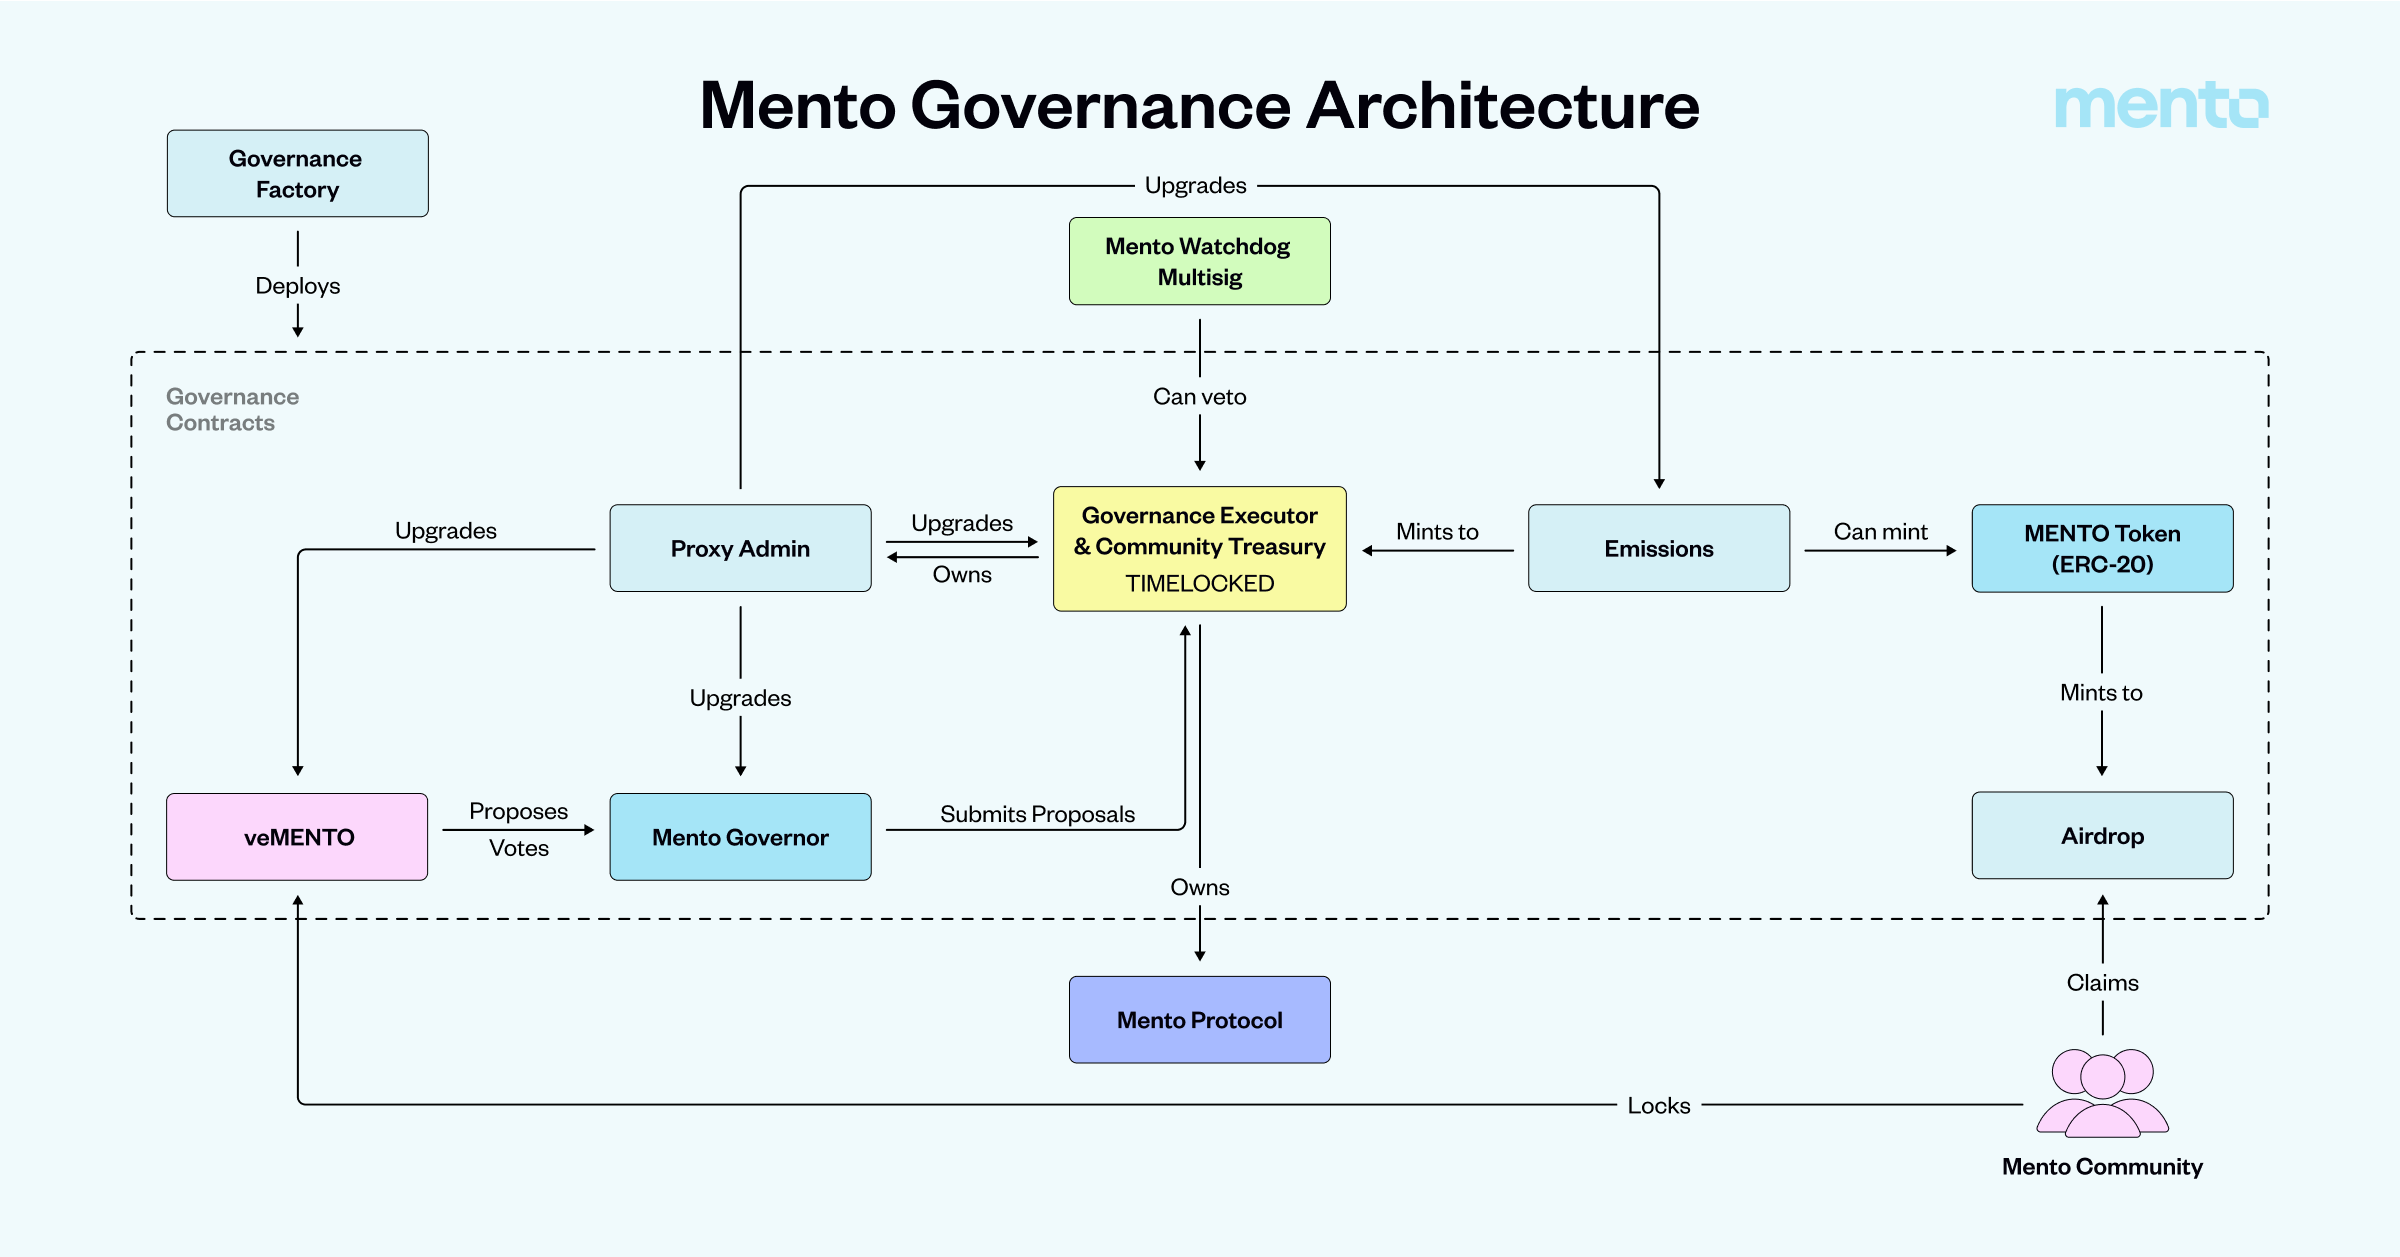 Mento Governance Architecture
mento
Governance
Factory
Upgrades
Mento Watchdog
Multisig
Deploys
Governance
Contracts
Can veto
Upgrades
Proxy Admin
Upgrades
Owns
Governance Executor
& Community Treasury
TIMELOCKED
Mints to
Emissions
Can mint
MENTO Token
(ERC-20)
Upgrades
Mints to
veMENTO
Proposes
Votes
Mento Governor
Submits Proposals
Airdrop
Owns
Claims
Mento Protocol
Locks
Mento Community